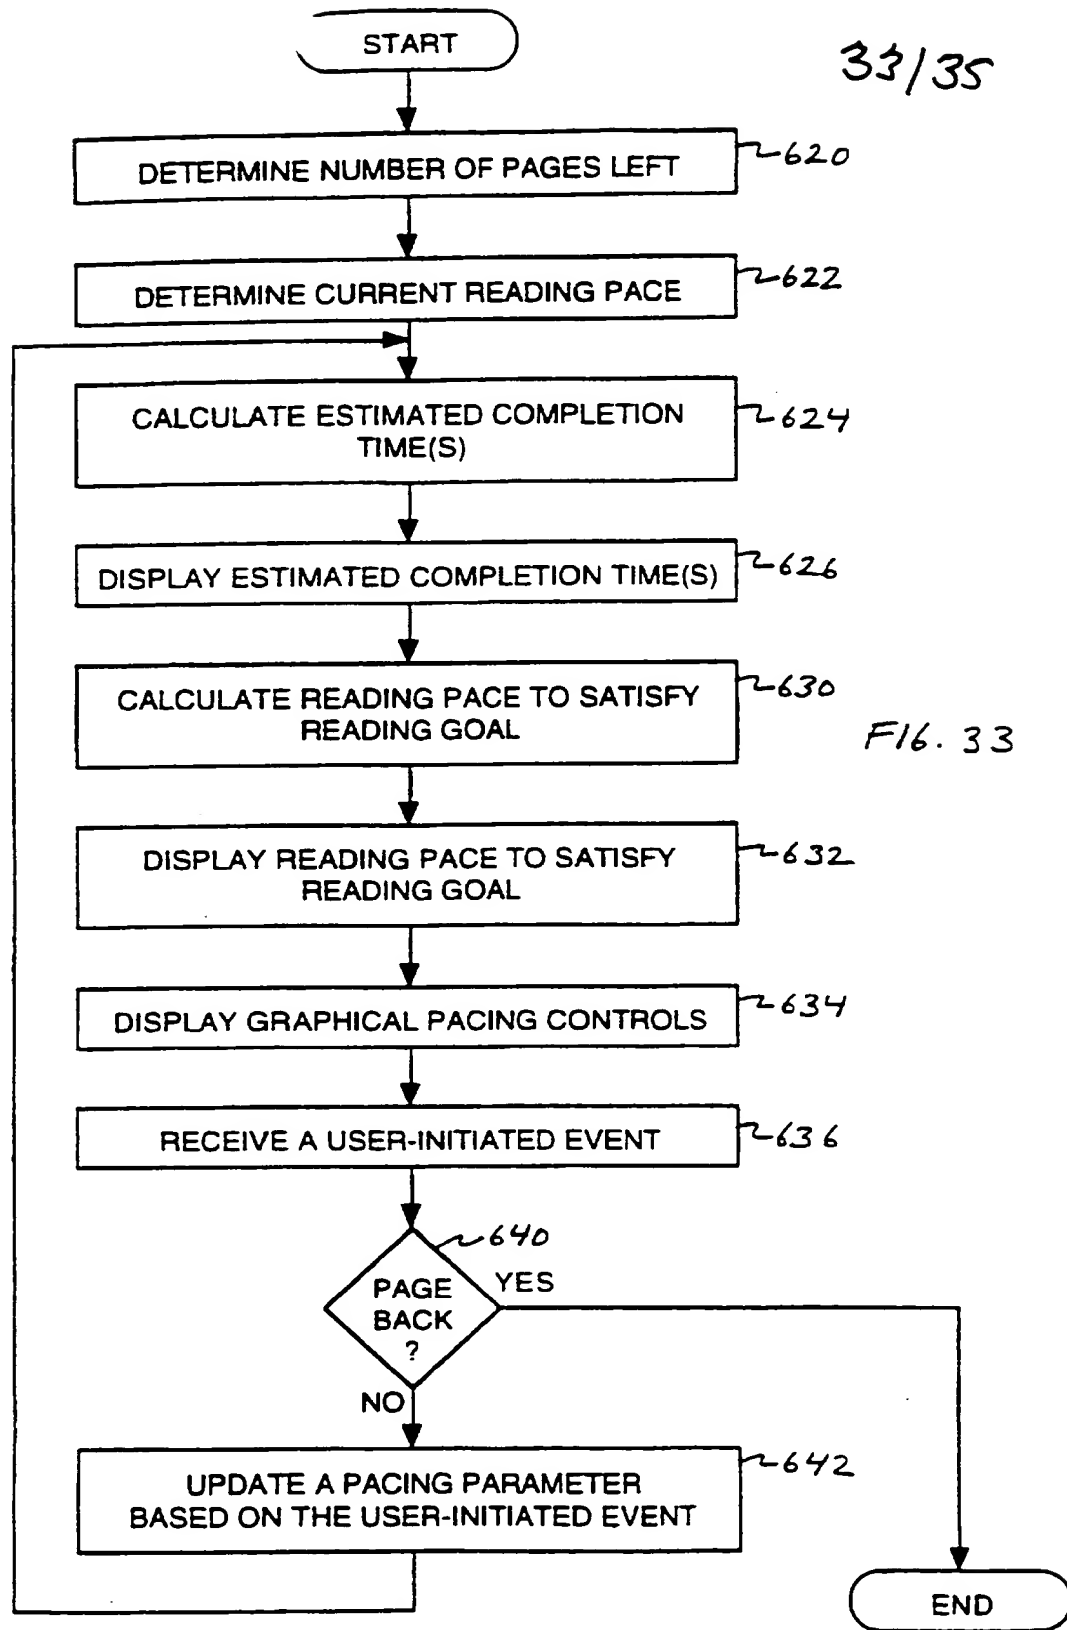 START
33/35
DETERMINE NUMBER OF PAGES LEFT
620
DETERMINE CURRENT READING PACE
622
CALCULATE ESTIMATED COMPLETION
TIME(S)
624
DISPLAY ESTIMATED COMPLETION TIME(S)
626
CALCULATE READING PACE TO SATISFY
READING GOAL
630
FIG. 33
DISPLAY READING PACE TO SATISFY
READING GOAL
632
DISPLAY GRAPHICAL PACING CONTROLS
634
RECEIVE A USER-INITIATED EVENT
636
640
PAGE
BACK
?
YES
NO
UPDATE A PACING PARAMETER
BASED ON THE USER-INITIATED EVENT
642
END